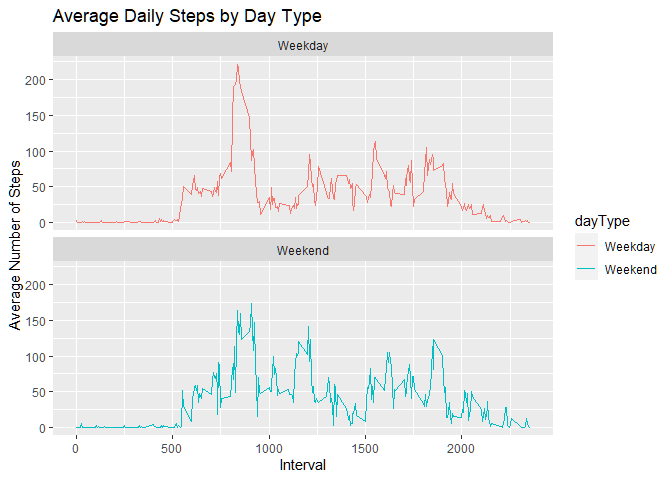 Average Daily Steps by Day Type
Weekday
200
150
100
50
0
Weekend
200
150
100
50
0
0 500 1000 1500 2000
Interval
Average Number of Steps
dayType
Weekday
Weekend